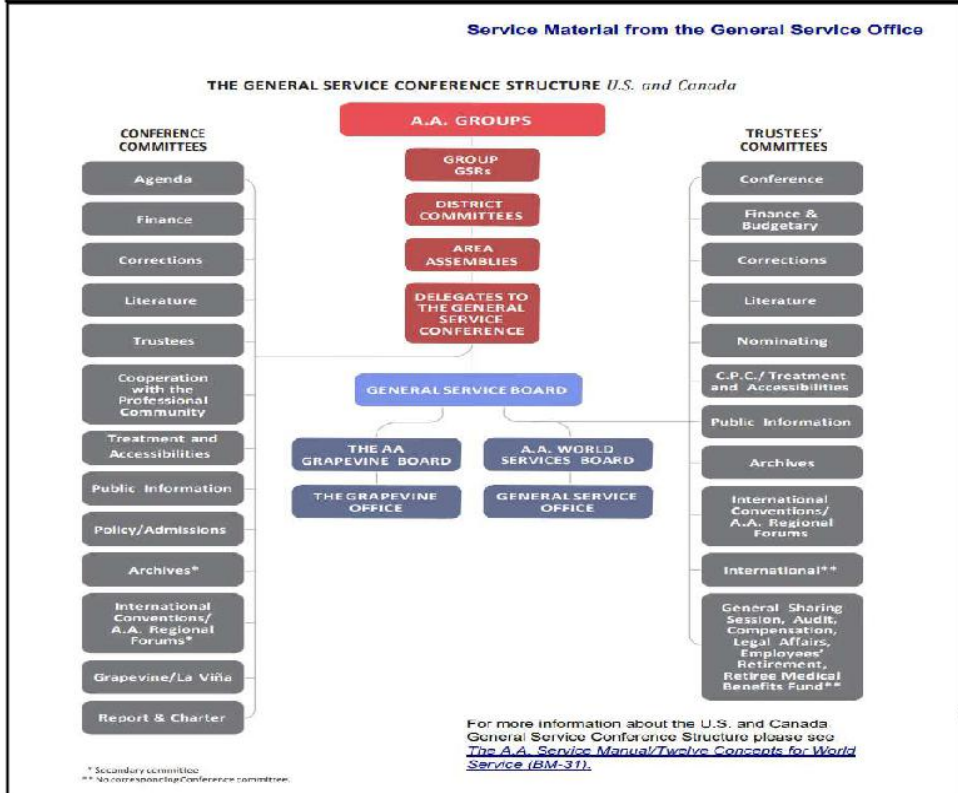 Service Material from the General Service Office
THE GENERAL SERVICE CONFERENCE STRUCTURE U.S. and Canada
CONFERENCE
COMMITTEES
Agenda
Finance
Corrections
Literature
Trustees
Cooperation
with the
Professional
Community
Treatment and
Accessibilities
Public Information
Policy/Admissions
Archives*
International
Conventions/
A.A. Regional
Forums*
Grapevine/La Viña
Report & Charter
A.A. GROUPS
GROUP
GSRs
DISTRICT
COMMITTEES
AREA
ASSEMBLIES
DELEGATES TO
THE GENERAL
SERVICE
CONFERENCE
GENERAL SERVICE BOARD
THE AA
GRAPEVINE BOARD
THE GRAPEVINE
OFFICE
A.A. WORLD
SERVICES BOARD
GENERAL SERVICE
OFFICE
TRUSTEES'
COMMITTEES
Conference
Finance &
Budgetary
Corrections
Literature
Nominating
C.P.C./ Treatment
and Accessibilities
Public Information
Archives
International
Conventions/
A.A. Regional
Forums
International**
General Sharing
Session, Audit,
Compensation,
Legal Affairs,
Employees'
Retirement,
Retiree Medical
Benefits Fund**
For more information about the U.S. and Canada
General Service Conference Structure please see
The A.A. Service Manual/Twelve Concepts for World
Service (BM-31).
* Secondary committee
** No corresponding Conference committee.